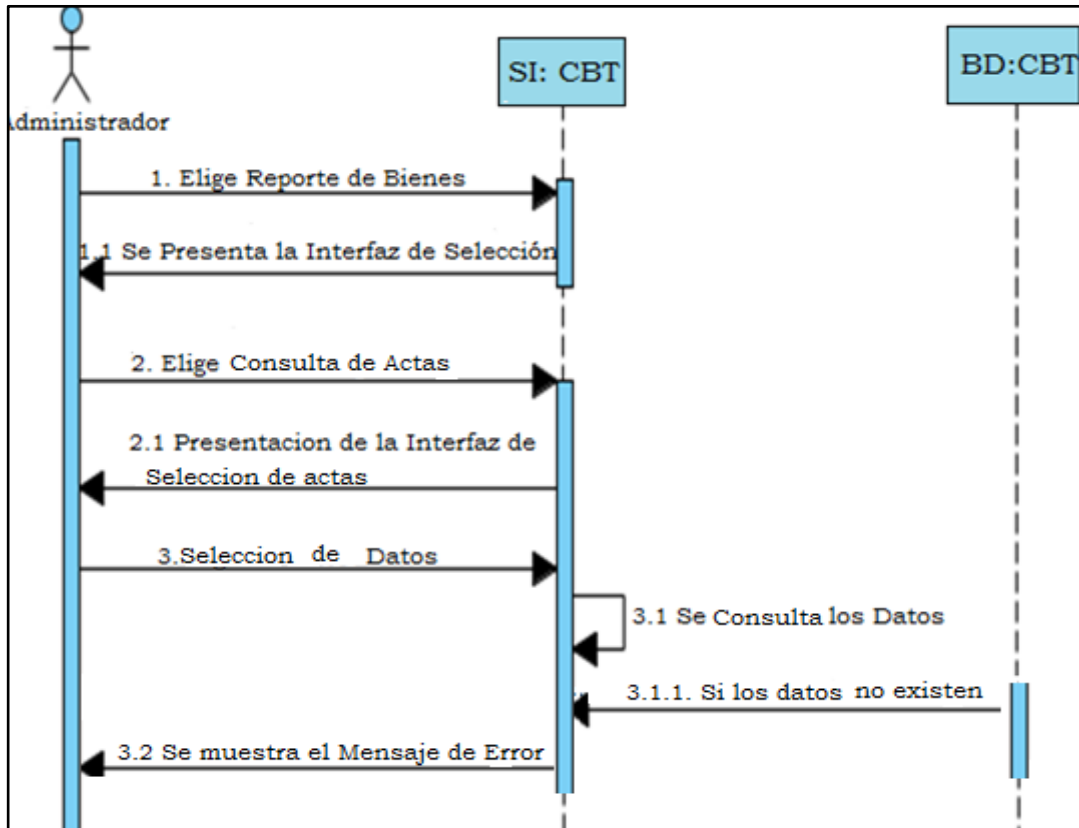 SI: CBT
BD:CBT
Administrador
1. Elige Reporte de Bienes
1.1 Se Presenta la Interfaz de Selección
2. Elige Consulta de Actas
2.1 Presentacion de la Interfaz de
Seleccion de actas
3.Seleccion de Datos
3.1 Se Consulta los Datos
3.1.1. Si los datos no existen
3.2 Se muestra el Mensaje de Error